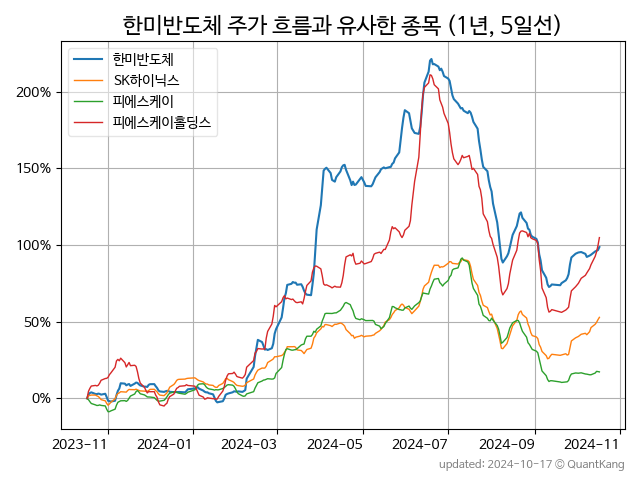 한미반도체 주가 흐름과 유사한 종목 (1년, 5일선)
한미반도체
SK하이닉스
피에스케이
피에스케이홀딩스
200%
150%
100%
50%
0%
2023-11 2024-01 2024-03 2024-05 2024-07 2024-09 2024-11
updated: 2024-10-17 © QuantKang